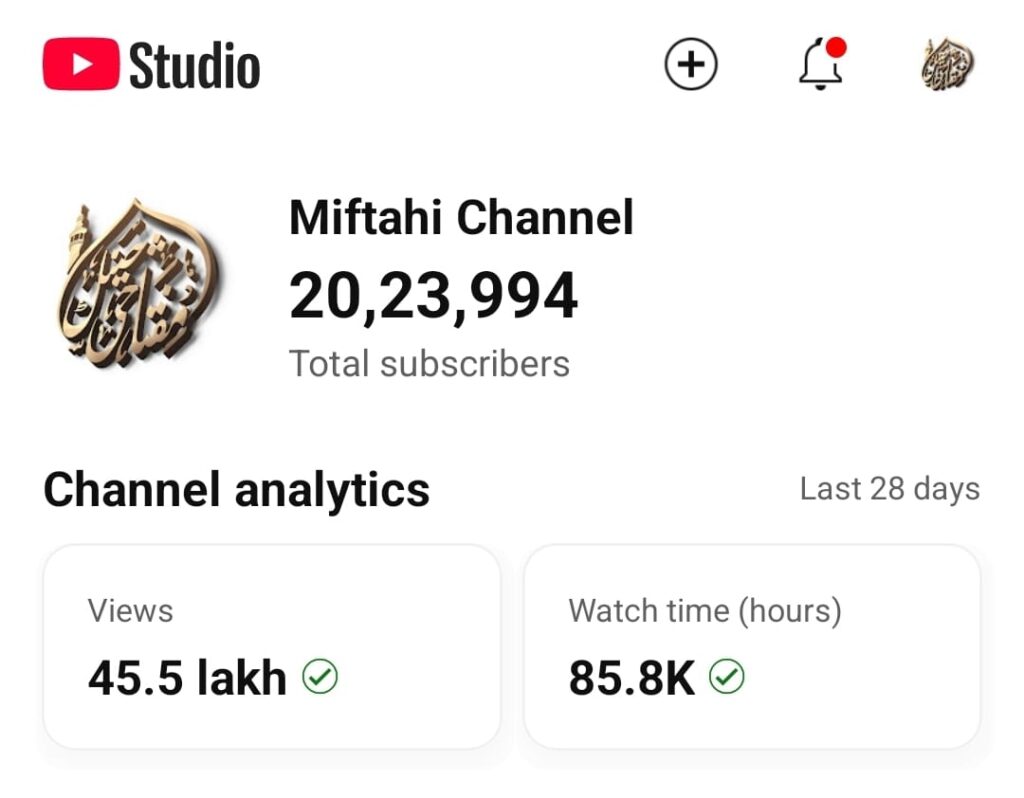 Studio
Miftahi Channel
20,23,994
Total subscribers
Channel analytics
Last 28 days
Views
45.5 lakh
Watch time (hours)
85.8K